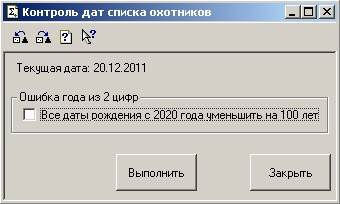 Контроль дат списка охотников
Текущая дата: 20.12.2011
Ошибка года из 2 цифр
Все даты рождения с 2020 года уменьшить на 100 лет
Выполнить Закрыть